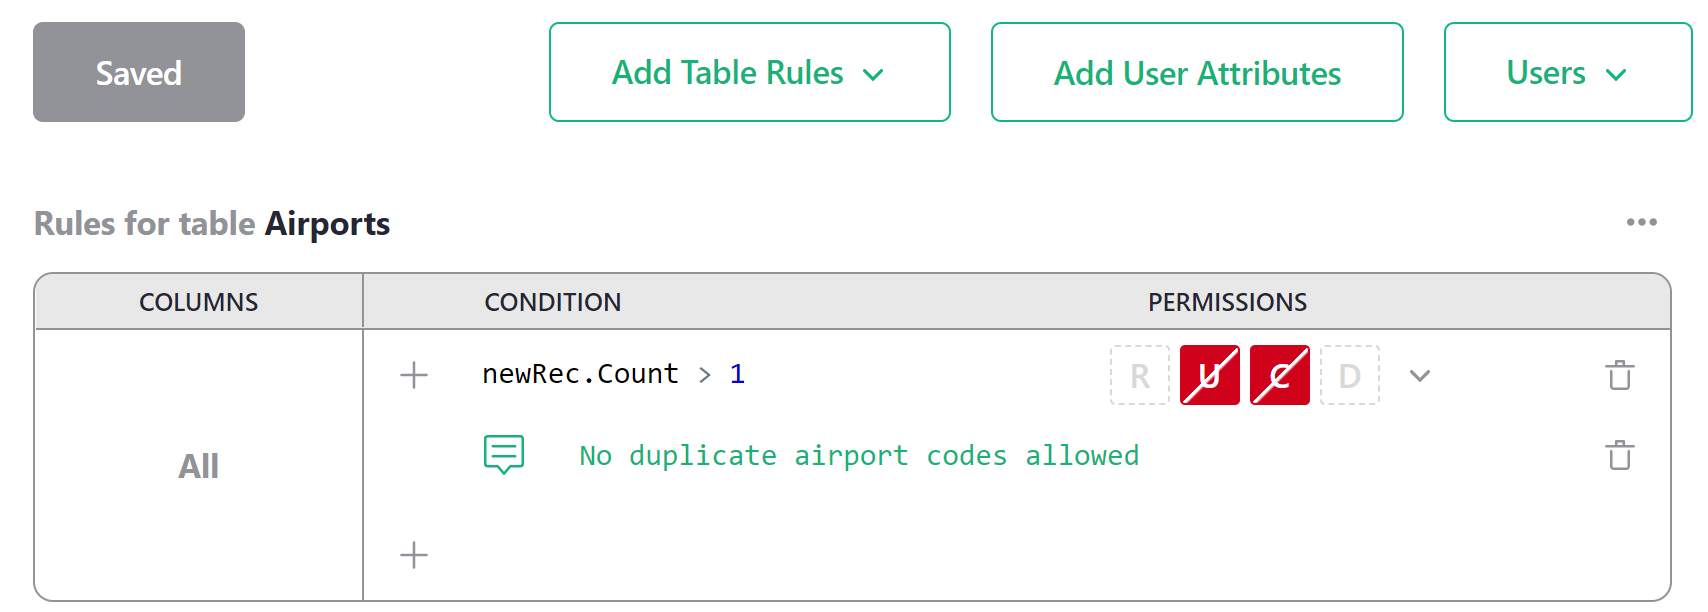 Saved
Add Table Rules
Add User Attributes
Users
Rules for table Airports
COLUMNS
CONDITION
PERMISSIONS
All
newRec.Count > 1
R U C D
No duplicate airport codes allowed